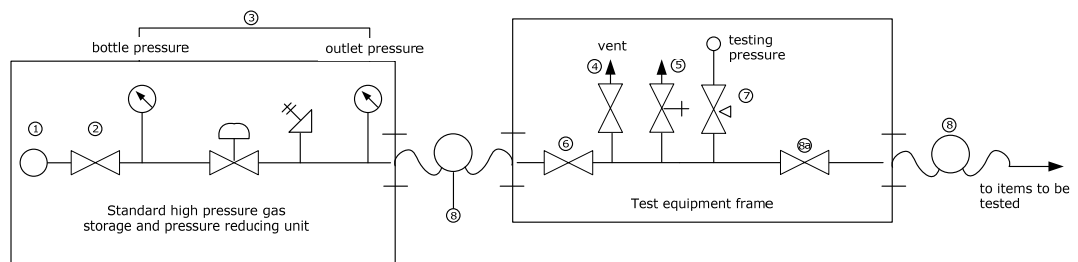 ③
bottle pressure
outlet pressure
① ②
Standard high pressure gas
storage and pressure reducing unit
⑧
vent
④ ⑤
testing
pressure
⑦
⑥
8a
Test equipment frame
⑧
to items to be
tested